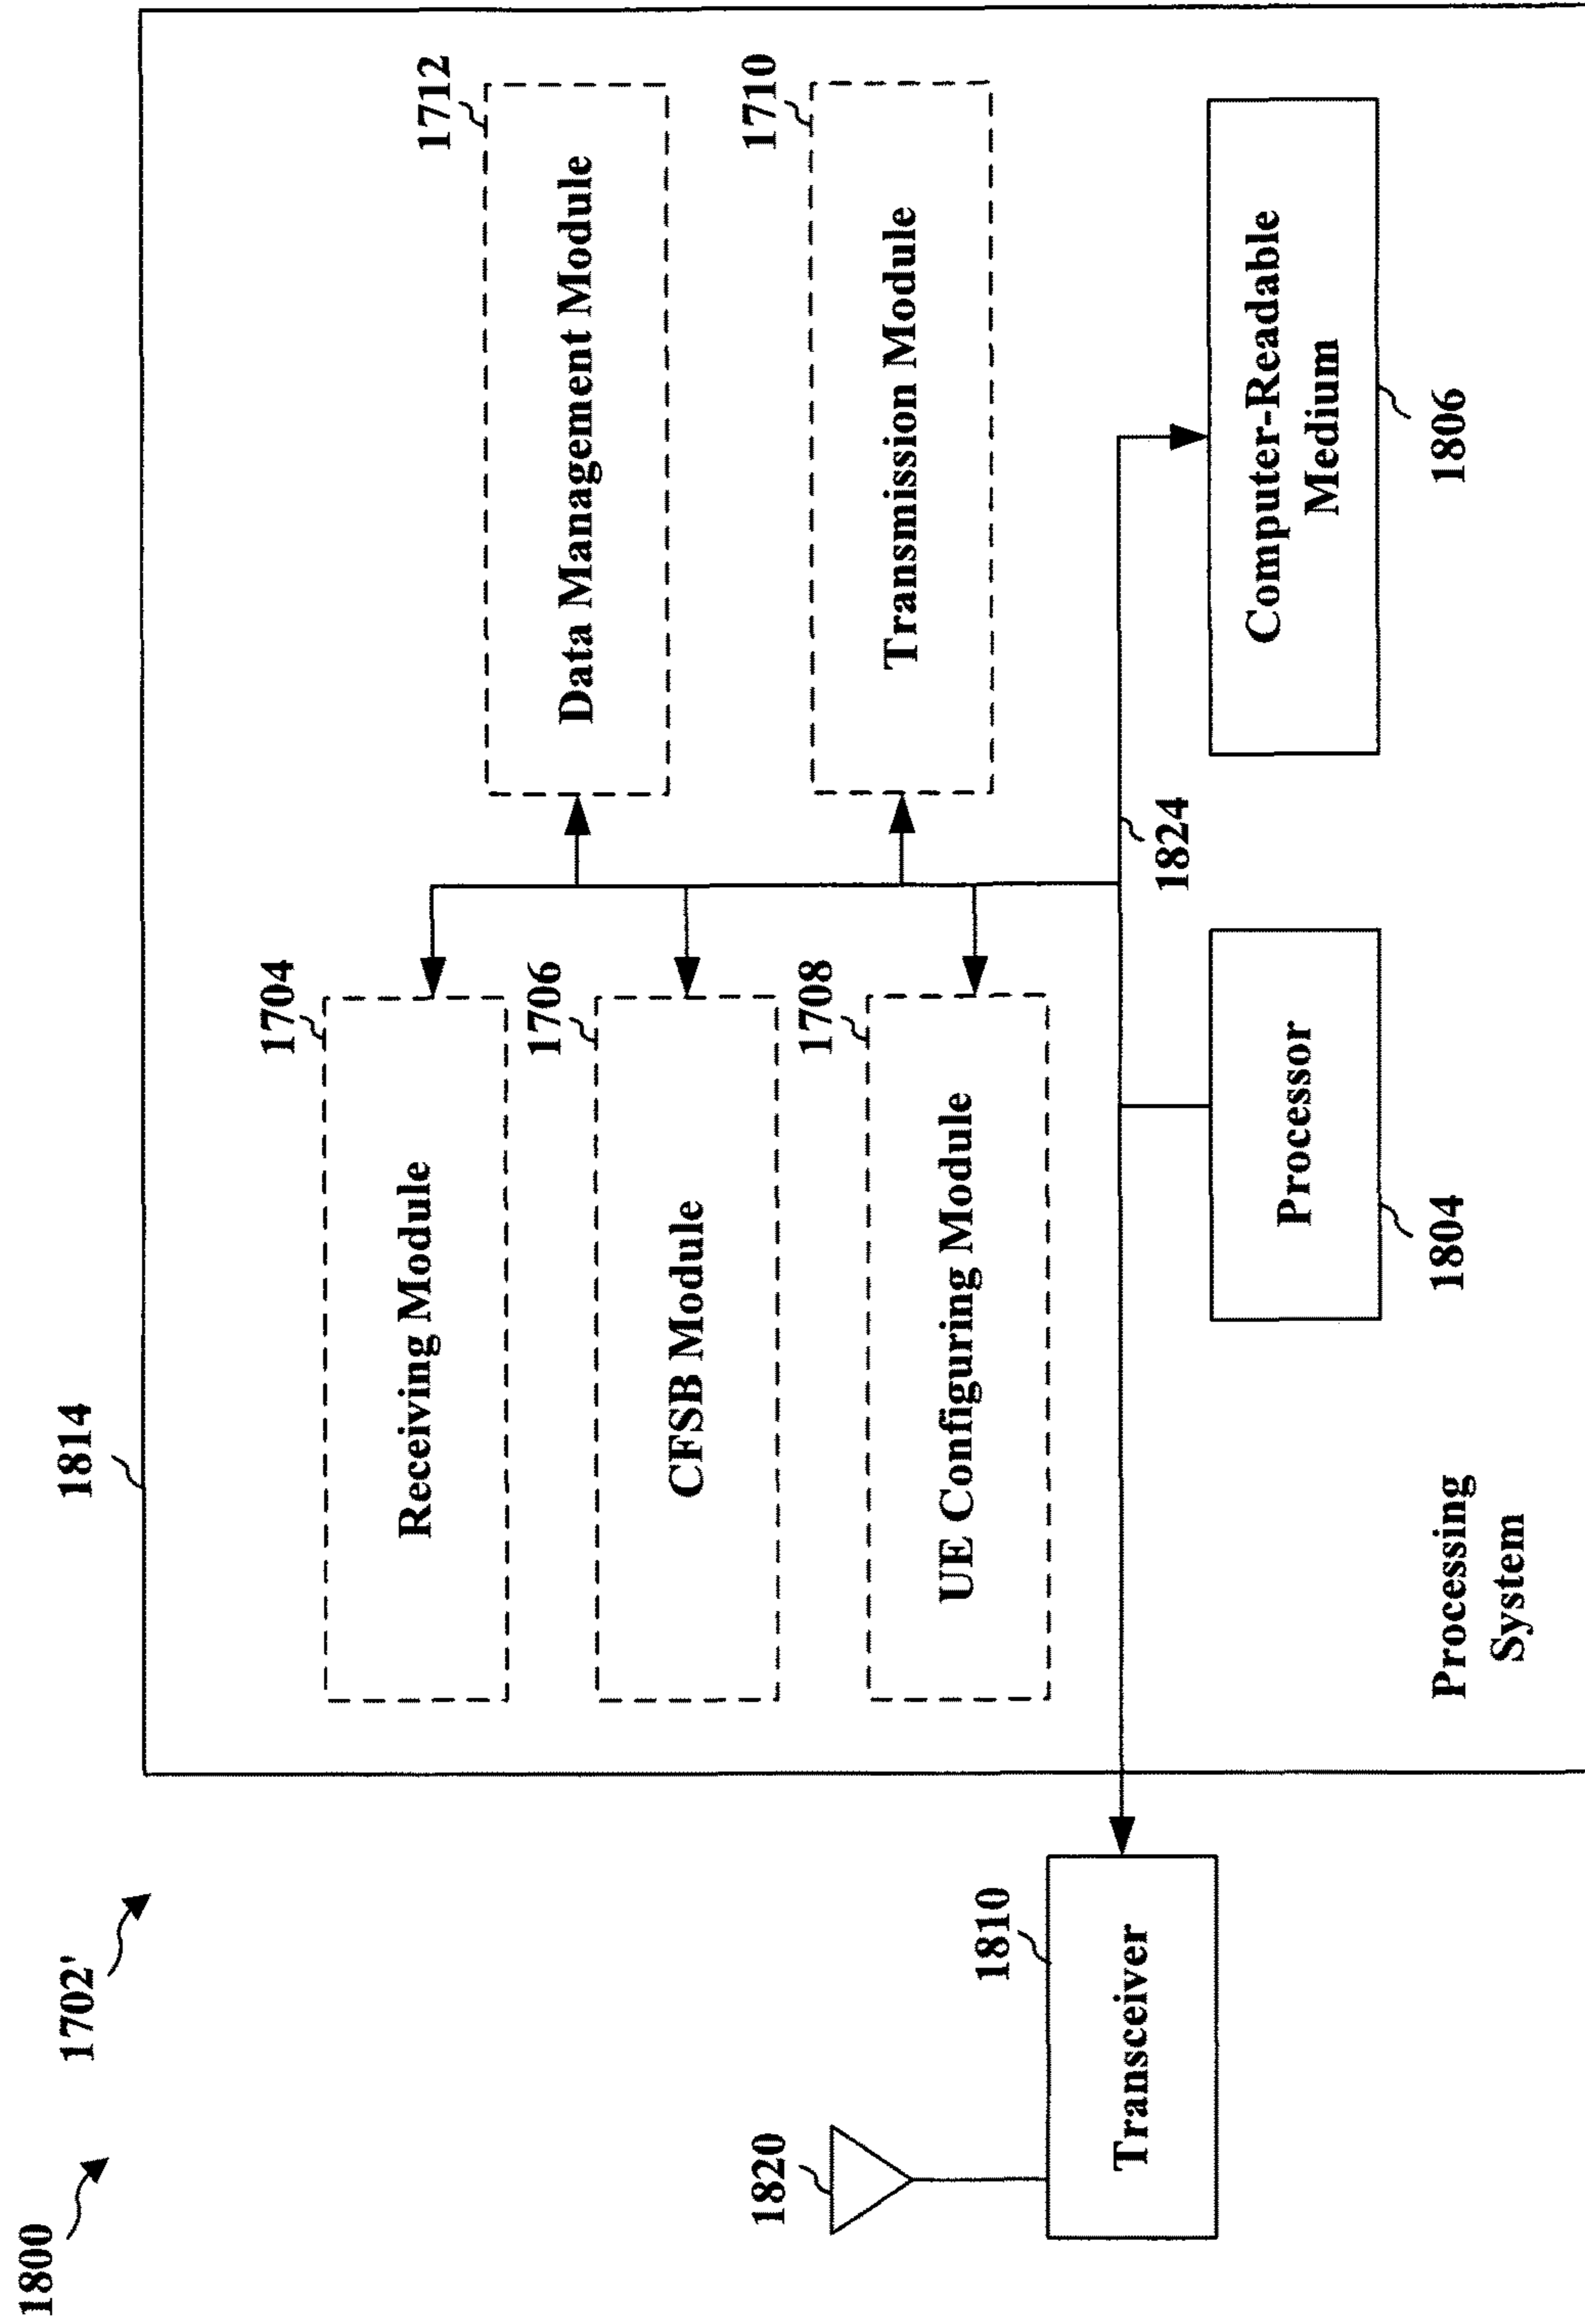 1800
1702'
1814
1704
Receiving Module
1706
CFSB Module
1708
UE Configuring Module
1712
Data Management Module
1710
Transmission Module
1820
1810
Transceiver
1824
Processor
1804
Computer-Readable
Medium
1806
Processing
System